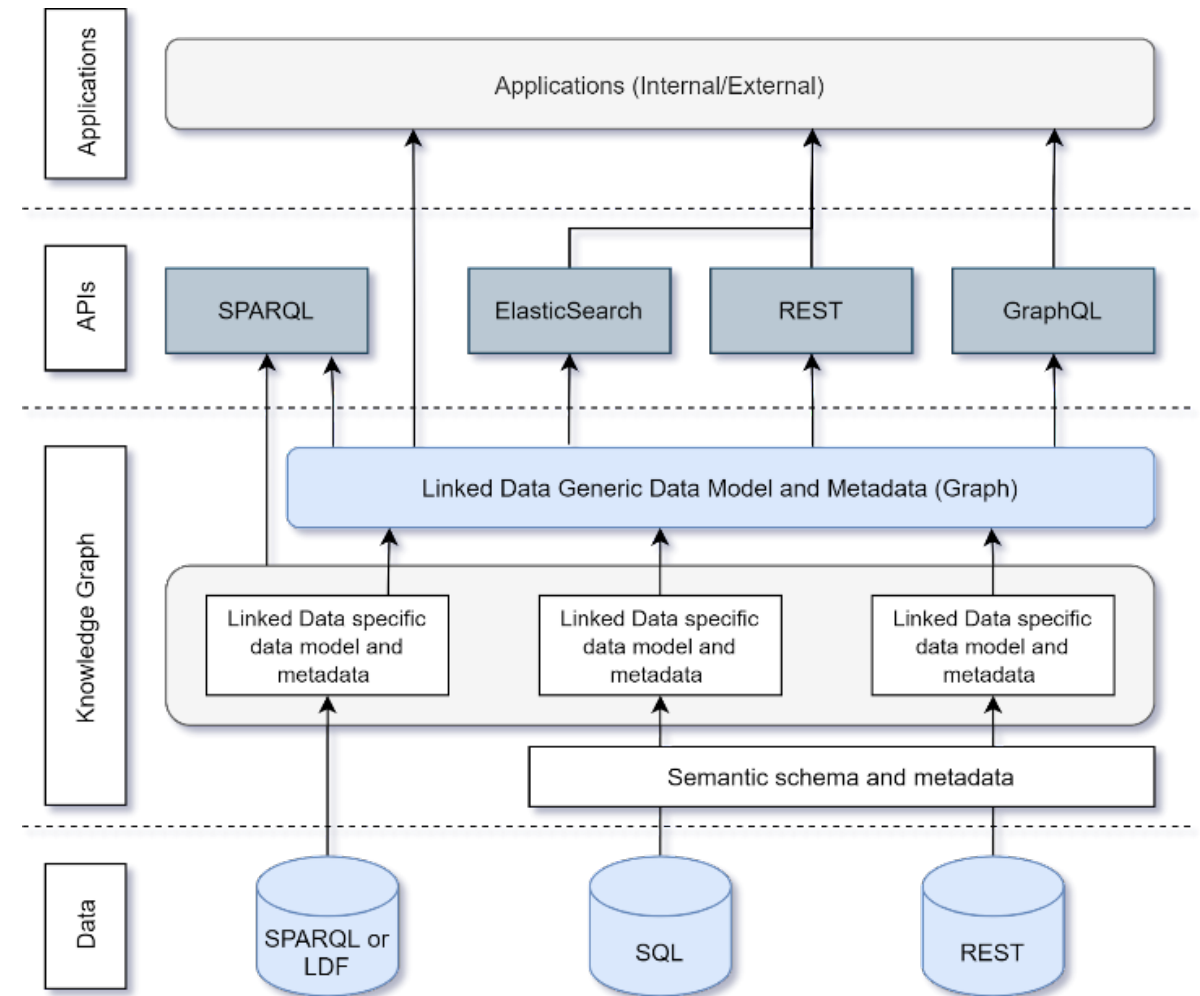 Applications
Applications (Internal/External)
APIs
SPARQL
ElasticSearch
REST
GraphQL
Knowledge Graph
Linked Data Generic Data Model and Metadata (Graph)
Linked Data specific
data model and
metadata
Linked Data specific
data model and
metadata
Linked Data specific
data model and
metadata
Semantic schema and metadata
Data
SPARQL or
LDF
SQL
REST